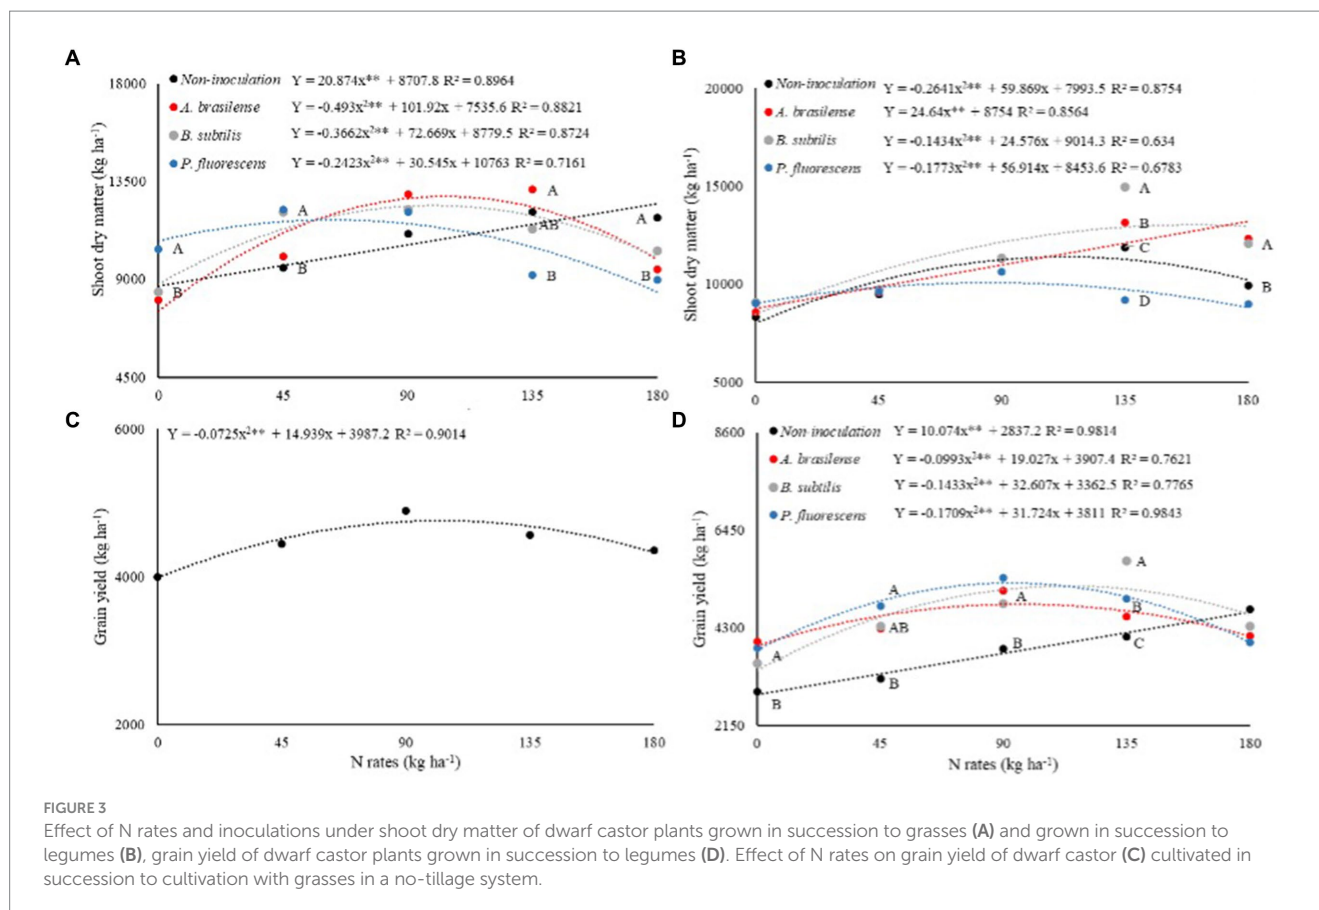 A
18000
13500
9000
4500
Shoot dry matter (kg ha⁻¹)
Non-inoculation Y = 20.874x** + 8707.8 R² = 0.8964
A. brasilense Y = -0.493x²** + 101.92x + 7535.6 R² = 0.8821
B. subtilis Y = -0.3662x²** + 72.669x + 8779.5 R² = 0.8724
P. fluorescens Y = -0.2423x²** + 30.545x + 10763 R² = 0.7161
A
B
A
B
A
AB
B
A
B
0 45 90 135 180
B
20000
15000
10000
5000
Shoot dry matter (kg ha⁻¹)
Non-inoculation Y = -0.2641x²** + 59.869x + 7993.5 R² = 0.8754
A. brasilense Y = 24.64x** + 8754 R² = 0.8564
B. subtilis Y = -0.1434x²** + 24.576x + 9014.3 R² = 0.634
P. fluorescens Y = -0.1773x²** + 56.914x + 8453.6 R² = 0.6783
A
B
C
D
A
B
0 45 90 135 180
C
6000
4000
2000
Grain yield (kg ha⁻¹)
Y = -0.0725x²** + 14.939x + 3987.2 R² = 0.9014
0 45 90 135 180
N rates (kg ha⁻¹)
D
8600
6450
4300
2150
Grain yield (kg ha⁻¹)
Non-inoculation Y = 10.074x** + 2837.2 R² = 0.9814
A. brasilense Y = -0.0993x²** + 19.027x + 3907.4 R² = 0.7621
B. subtilis Y = -0.1433x²** + 32.607x + 3362.5 R² = 0.7765
P. fluorescens Y = -0.1709x²** + 31.724x + 3811 R² = 0.9843
A
B
A
AB
B
A
B
A
B
C
0 45 90 135 180
N rates (kg ha⁻¹)
FIGURE 3
Effect of N rates and inoculations under shoot dry matter of dwarf castor plants grown in succession to grasses (A) and grown in succession to
legumes (B), grain yield of dwarf castor plants grown in succession to legumes (D). Effect of N rates on grain yield of dwarf castor (C) cultivated in
succession to cultivation with grasses in a no-tillage system.